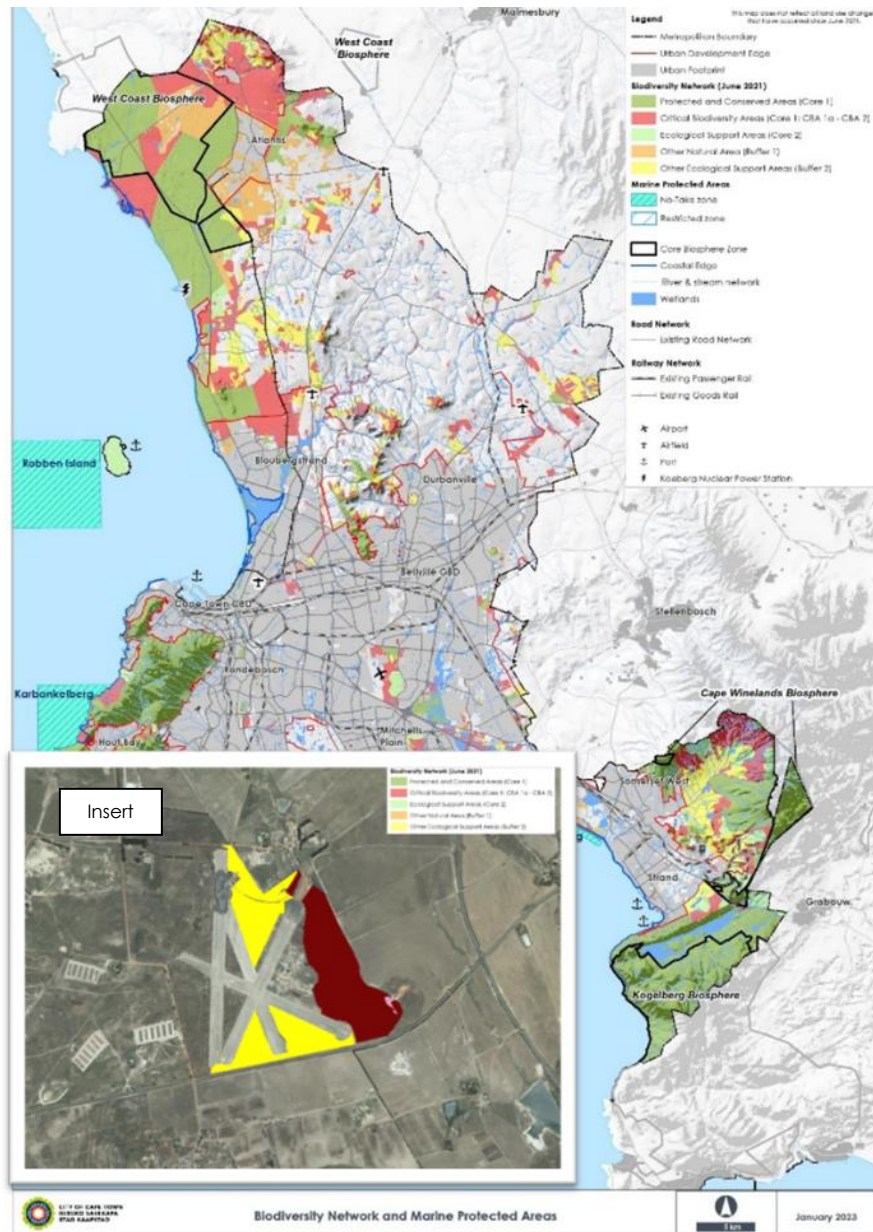 Malmesbury
This map does not reflect all land use changes
that have occurred since June 2021.
Legend
Metropolitan Boundary
Urban Development Edge
Urban Footprint
Biodiversity Network (June 2021)
Protected and Conserved Areas (Core 1)
Critical Biodiversity Areas (Core 1: CBA 1a - CBA 2)
Ecological Support Areas (Core 2)
Other Natural Area (Buffer 1)
Other Ecological Support Areas (Buffer 2)
Marine Protected Areas
No-Take zone
Restricted zone
Core Biosphere Zone
Coastal Edge
River & stream network
Wetlands
Road Network
Existing Road Network
Railway Network
Existing Passenger Rail
Existing Goods Rail
Airport
Airfield
Port
Koeberg Nuclear Power Station
West Coast
Biosphere
West Coast Biosphere
Atlantis
Robben Island
Bloubergstrand
Durbanville
Bellville CBD
Cape Town CBD
Stellenbosch
Rondebosch
Karbonkelberg
Cape Winelands Biosphere
Mitchells
Plain
Hout Bay
Somerset West
Strand
Grabouw
Kogelberg Biosphere
Insert
Biodiversity Network (June 2021)
Protected and Conserved Areas (Core 1)
Critical Biodiversity Areas (Core 1: CBA 1a - CBA 2)
Ecological Support Areas (Core 2)
Other Natural Area (Buffer 1)
Other Ecological Support Areas (Buffer 2)
CITY OF CAPE TOWN
ISIXEKO SASEKAPA
STAD KAAPSTAD
Biodiversity Network and Marine Protected Areas
5 km
January 2023